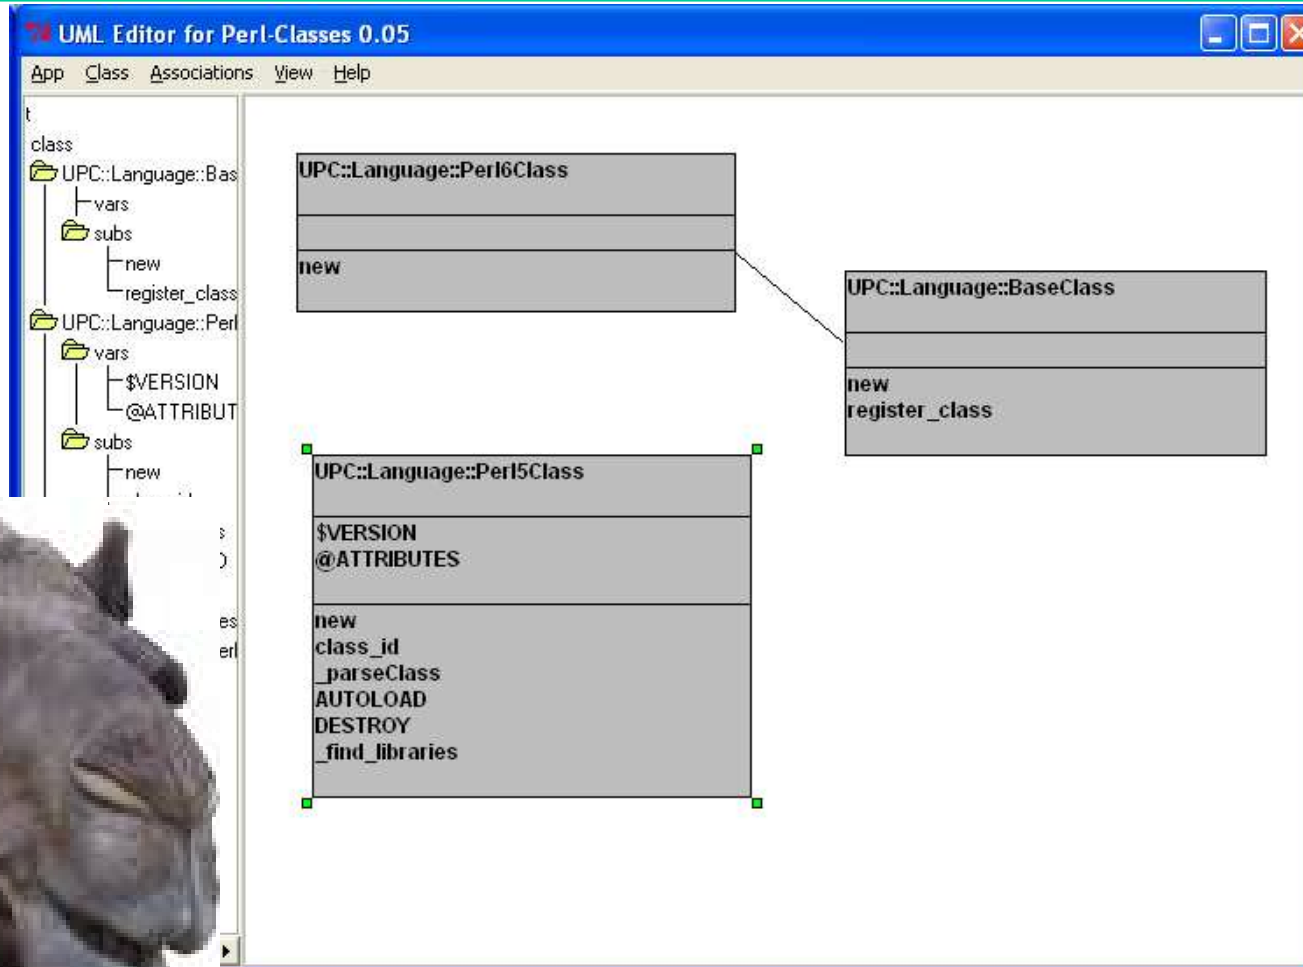 UML Editor for Perl-Classes 0.05
App Class Associations View Help
t
class
UPC::Language::Bas
vars
subs
new
register_class
UPC::Language::Perl
vars
$VERSION
@ATTRIBUT
subs
new
s
es
erl
UPC::Language::Perl6Class
new
UPC::Language::BaseClass
new
register_class
UPC::Language::Perl5Class
$VERSION
@ATTRIBUTES
new
class_id
_parseClass
AUTOLOAD
DESTROY
_find_libraries